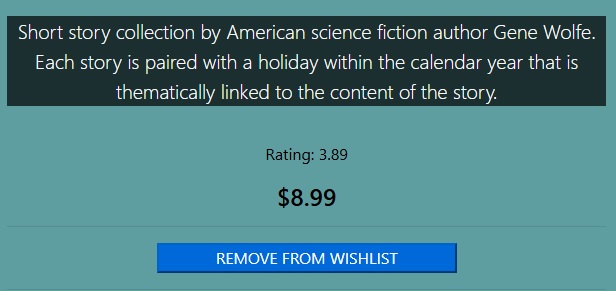 Short story collection by American science fiction author Gene Wolfe.
Each story is paired with a holiday within the calendar year that is
thematically linked to the content of the story.
Rating: 3.89
$8.99
REMOVE FROM WISHLIST